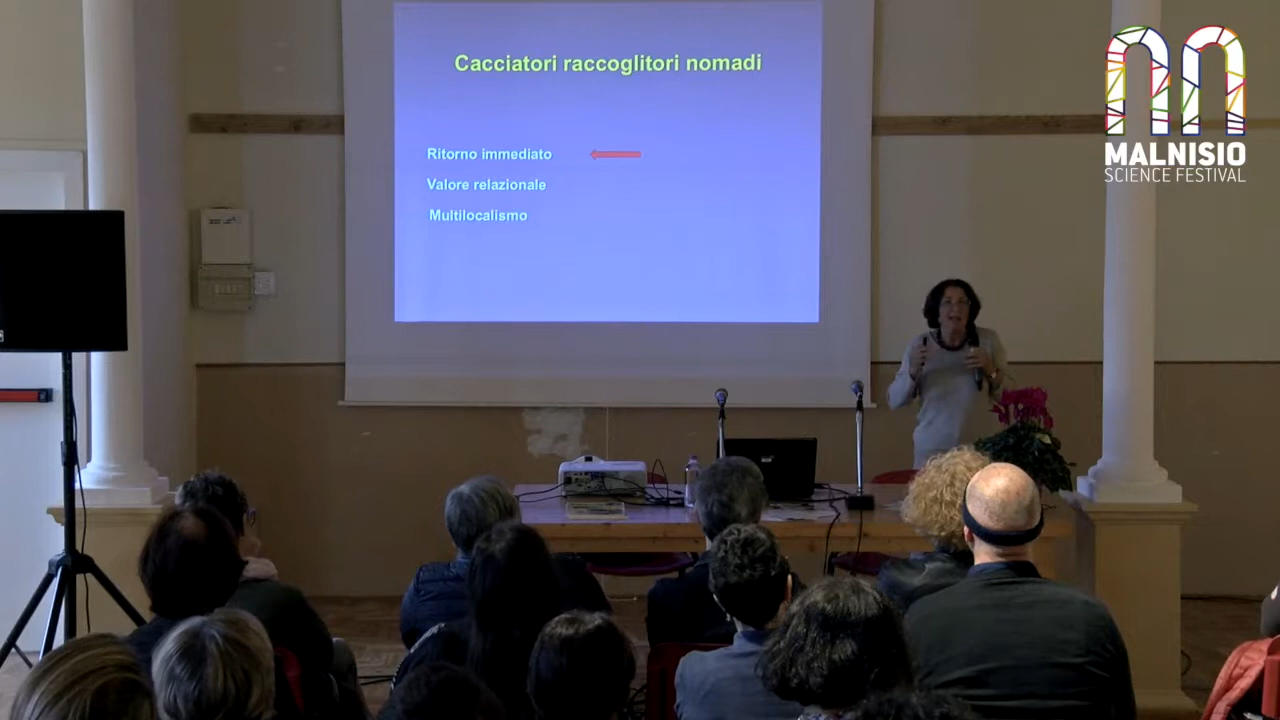 Cacciatori raccoglitori nomadi
Ritorno immediato
Valore relazionale
Multilocalismo
MALNISIO
SCIENCE FESTIVAL